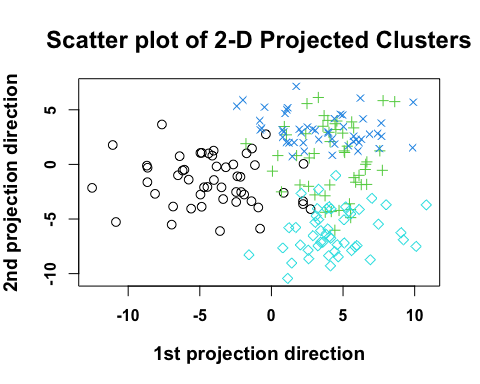 Scatter plot of 2-D Projected Clusters
2nd projection direction
5
0
-5
-10
-10 -5 0 5 10
1st projection direction